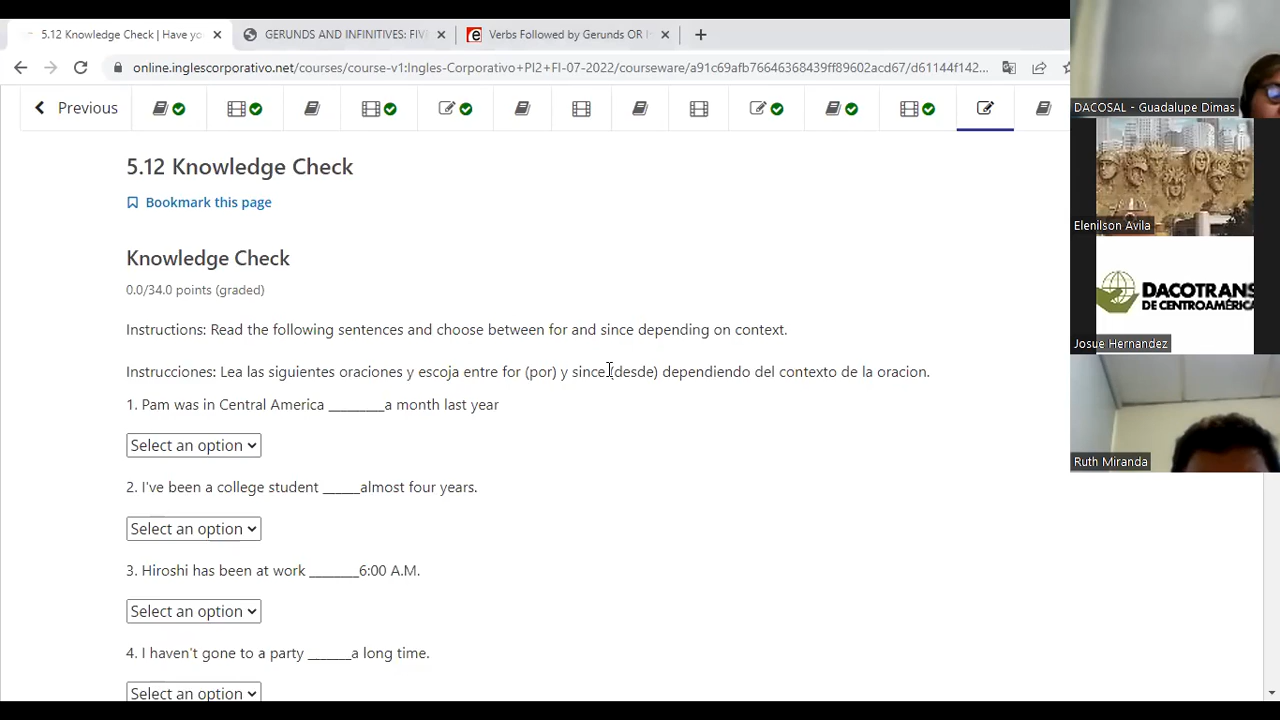 5.12 Knowledge Check | Have yo
GERUNDS AND INFINITIVES: FIV
Verbs Followed by Gerunds OR I
online.inglescorporativo.net/courses/course-v1:Ingles-Corporativo+PI2+FI-07-2022/courseware/a91c69afb76646368439ff89602acd67/d61144f142...
Previous
5.12 Knowledge Check
Bookmark this page
Knowledge Check
0.0/34.0 points (graded)
Instructions: Read the following sentences and choose between for and since depending on context.
Instrucciones: Lea las siguientes oraciones y escoja entre for (por) y since (desde) dependiendo del contexto de la oracion.
1. Pam was in Central America _________a month last year
Select an option
2. I've been a college student ______almost four years.
Select an option
3. Hiroshi has been at work ________6:00 A.M.
Select an option
4. I haven't gone to a party _______a long time.
Select an option
DACOSAL - Guadalupe Dimas
Elenilson Avila
DACOTRANS
DE CENTROAMÉRICA
Josue Hernandez
Ruth Miranda